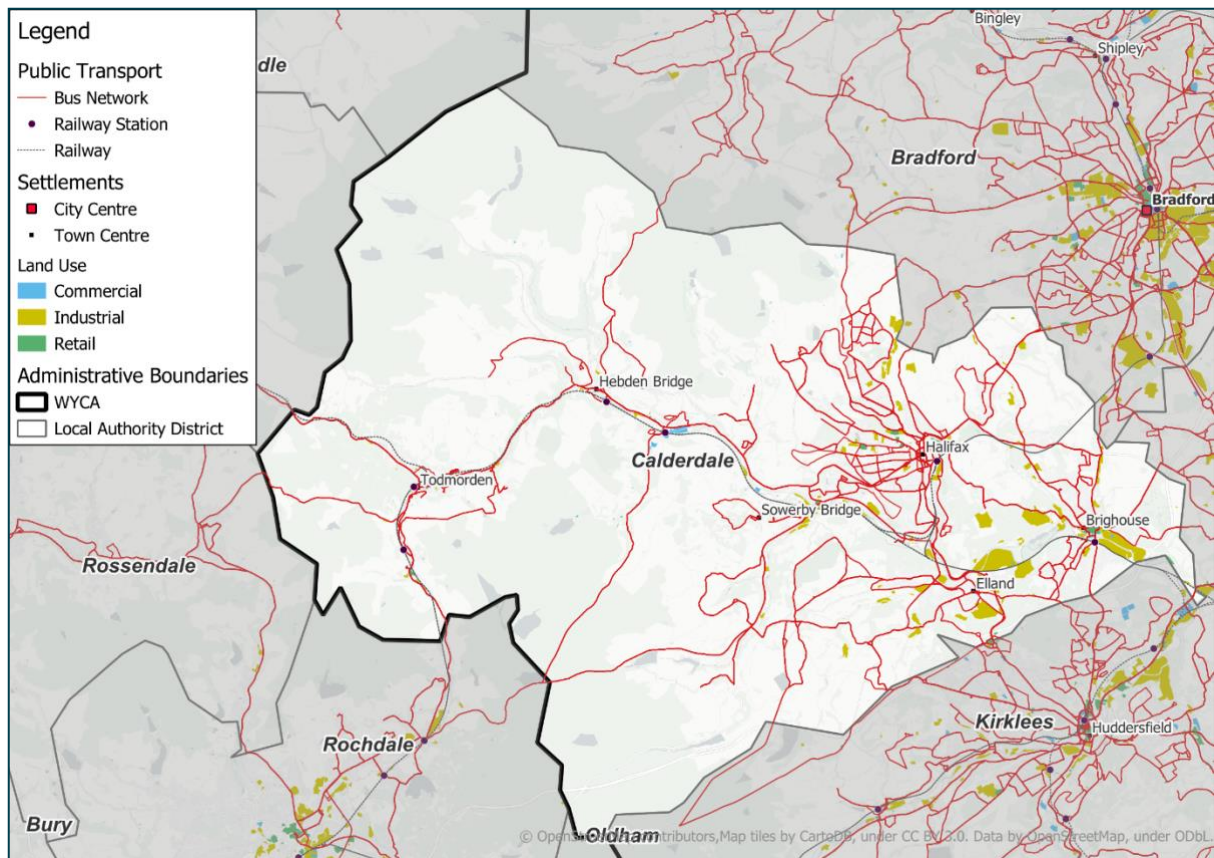 Legend
Public Transport
Bus Network
Railway Station
Railway
Settlements
City Centre
Town Centre
Land Use
Commercial
Industrial
Retail
Administrative Boundaries
WYCA
Local Authority District
dle
Bingley
Shipley
Bradford
Bradford
Hebden Bridge
Calderdale
Halifax
Todmorden
Sowerby Bridge
Brighouse
Rossendale
Elland
Kirklees
Huddersfield
Rochdale
Bury
Oldham
© OpenStreetMap contributors,Map tiles by CartoDB, under CC BY 3.0. Data by OpenStreetMap, under ODbL.